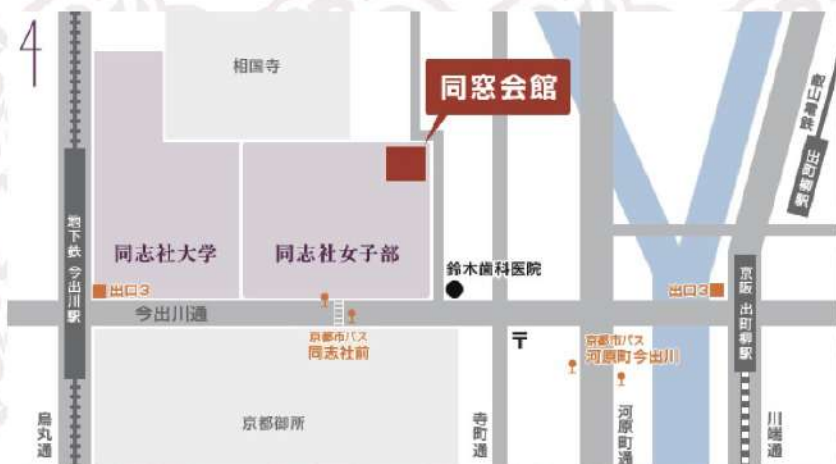 4
相国寺
同窓会館
叡山電鉄
出町柳駅
地下鉄 今出川駅
同志社大学
同志社女子部
鈴木歯科医院
出口3
出口3
京阪 出町柳駅
今出川通
京都市バス
同志社前
〒
京都市バス
河原町今出川
烏丸通
京都御所
寺町通
河原町通
川端通